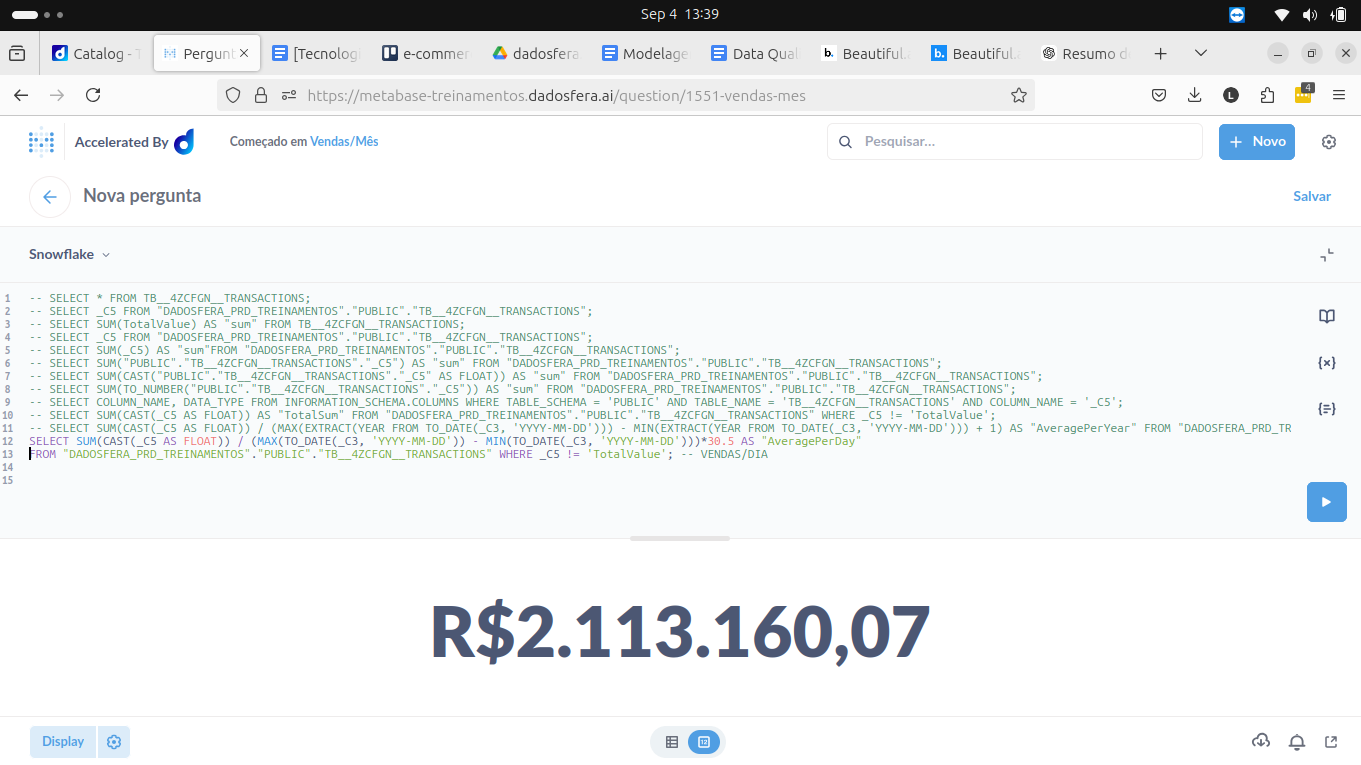 Sep 4 13:39
Catalog - T
Pergunt
[Tecnologi
e-commer
dadosfera
Modelage
Data Quali
Beautiful.A
Beautiful.A
Resumo d
https://metabase-treinamentos.dadosfera.ai/question/1551-vendas-mes
L
4
Accelerated By
Começado em Vendas/Mês
Pesquisar...
+ Novo
Nova pergunta
Salvar
Snowflake
1 -- SELECT * FROM TB__4ZCFGN__TRANSACTIONS;
2 -- SELECT _C5 FROM "DADOSFERA_PRD_TREINAMENTOS"."PUBLIC"."TB__4ZCFGN__TRANSACTIONS";
3 -- SELECT SUM(TotalValue) AS "sum" FROM TB__4ZCFGN__TRANSACTIONS;
4 -- SELECT _C5 FROM "DADOSFERA_PRD_TREINAMENTOS"."PUBLIC"."TB__4ZCFGN__TRANSACTIONS";
5 -- SELECT SUM(_C5) AS "sum"FROM "DADOSFERA_PRD_TREINAMENTOS"."PUBLIC"."TB__4ZCFGN__TRANSACTIONS";
6 -- SELECT SUM("PUBLIC"."TB__4ZCFGN__TRANSACTIONS"."_C5") AS "sum" FROM "DADOSFERA_PRD_TREINAMENTOS"."PUBLIC"."TB__4ZCFGN__TRANSACTIONS";
7 -- SELECT SUM(CAST("PUBLIC"."TB__4ZCFGN__TRANSACTIONS"."_C5" AS FLOAT)) AS "sum" FROM "DADOSFERA_PRD_TREINAMENTOS"."PUBLIC"."TB__4ZCFGN__TRANSACTIONS";
8 -- SELECT SUM(TO_NUMBER("PUBLIC"."TB__4ZCFGN__TRANSACTIONS"."_C5")) AS "sum" FROM "DADOSFERA_PRD_TREINAMENTOS"."PUBLIC"."TB__4ZCFGN__TRANSACTIONS";
9 -- SELECT COLUMN_NAME, DATA_TYPE FROM INFORMATION_SCHEMA.COLUMNS WHERE TABLE_SCHEMA = 'PUBLIC' AND TABLE_NAME = 'TB__4ZCFGN__TRANSACTIONS' AND COLUMN_NAME = '_C5';
10 -- SELECT SUM(CAST(_C5 AS FLOAT)) AS "TotalSum" FROM "DADOSFERA_PRD_TREINAMENTOS"."PUBLIC"."TB__4ZCFGN__TRANSACTIONS" WHERE _C5 != 'TotalValue';
11 -- SELECT SUM(CAST(_C5 AS FLOAT)) / (MAX(EXTRACT(YEAR FROM TO_DATE(_C3, 'YYYY-MM-DD'))) - MIN(EXTRACT(YEAR FROM TO_DATE(_C3, 'YYYY-MM-DD'))) + 1) AS "AveragePerYear" FROM "DADOSFERA_PRD_TR
12 SELECT SUM(CAST(_C5 AS FLOAT)) / (MAX(TO_DATE(_C3, 'YYYY-MM-DD')) - MIN(TO_DATE(_C3, 'YYYY-MM-DD')))*30.5 AS "AveragePerDay"
13 FROM "DADOSFERA_PRD_TREINAMENTOS"."PUBLIC"."TB__4ZCFGN__TRANSACTIONS" WHERE _C5 != 'TotalValue'; -- VENDAS/DIA
14
15
R$2.113.160,07
Display
12